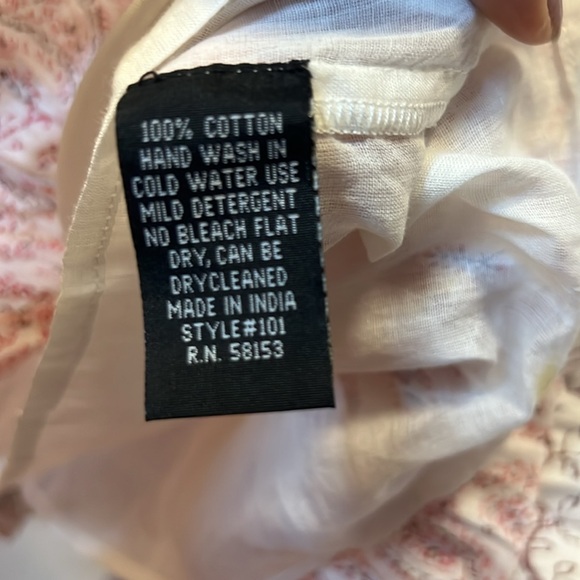 100% COTTON
HAND WASH IN
COLD WATER USE
MILD DETERGENT
NO BLEACH FLAT
DRY, CAN BE
DRYCLEANED
MADE IN INDIA
STYLE#101
R.N. 58153